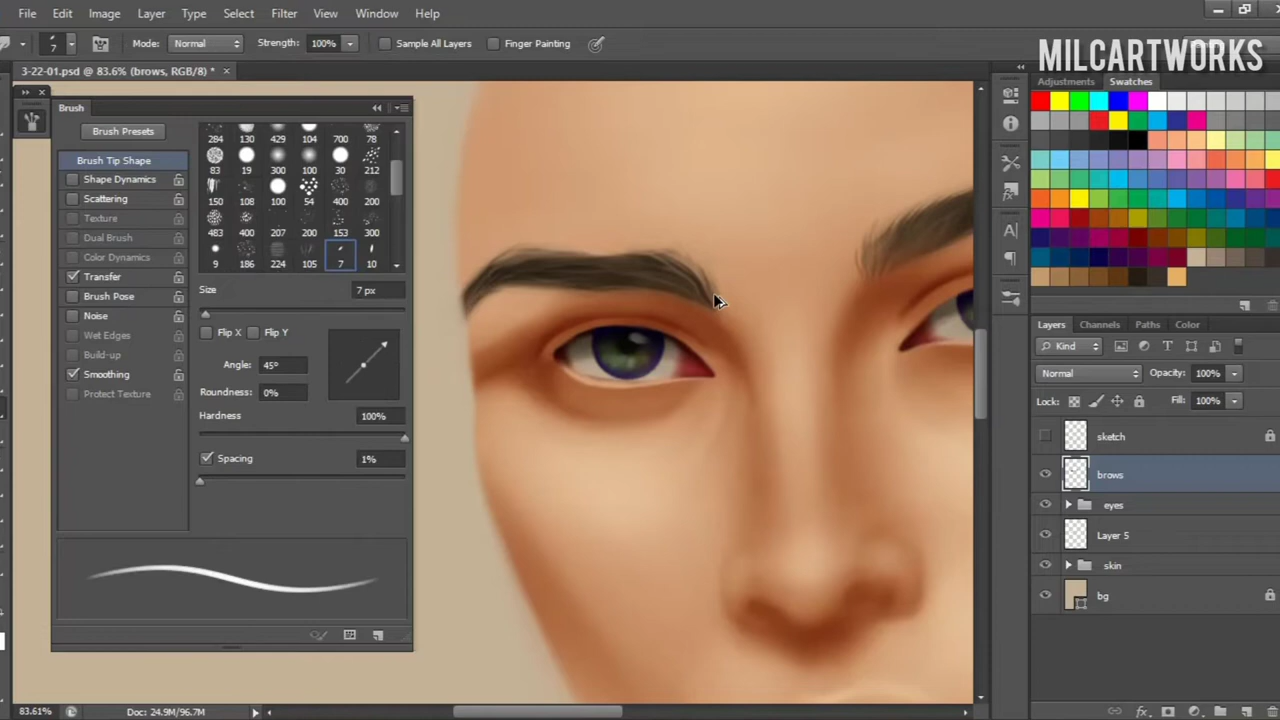 File Edit Image Layer Type Select Filter View Window Help
7 Mode: Normal Strength: 100% Sample All Layers Finger Painting
MILCARTWORKS
3-22-01.psd @ 83.6% (brows, RGB/8) * ×
Adjustments Swatches
Brush
Brush Presets
284 130 429 104 700 78
Brush Tip Shape
83 19 300 100 30 212
Shape Dynamics
150 108 100 54 400 200
Scattering
Texture
483 400 207 200 153 300
Dual Brush
Color Dynamics
9 186 224 105 7 10
Transfer
Size 7 px
Brush Pose
Noise
Flip X Flip Y
Wet Edges
Build-up
Angle: 45º
Smoothing
Roundness: 0%
Protect Texture
Hardness 100%
Spacing 1%
Layers Channels Paths Color
Kind
Normal Opacity: 100%
Lock: Fill: 100%
sketch
brows
eyes
Layer 5
skin
bg
83.61% Doc: 24.9M/96.7M